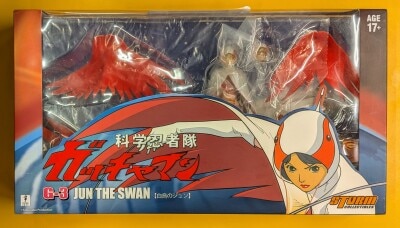 AGE
17+
科学忍者隊
ガッチャマン
G-3 JUN THE SWAN【白鳥のジュン】
STORM
COLLECTIBLES